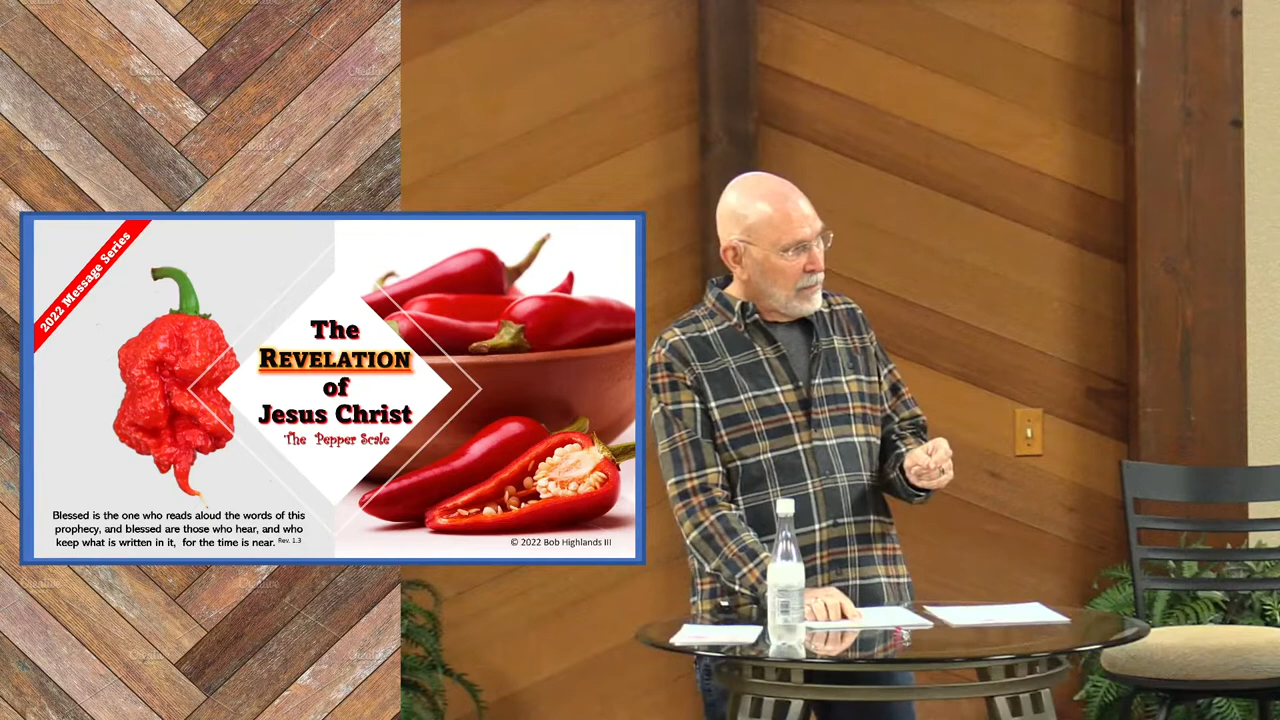 2022 Message Series
The
REVELATION
of
Jesus Christ
The Pepper Scale
Blessed is the one who reads aloud the words of this
prophecy, and blessed are those who hear, and who
keep what is written in it, for the time is near. Rev. 1.3
© 2022 Bob Highlands III